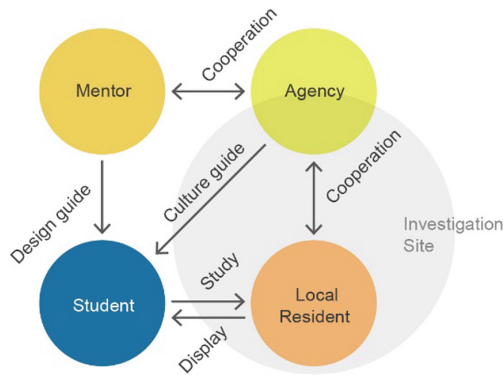 Cooperation
Mentor
Agency
Design guide
Culture guide
Cooperation
Investigation
Site
Study
Student
Local
Resident
Display